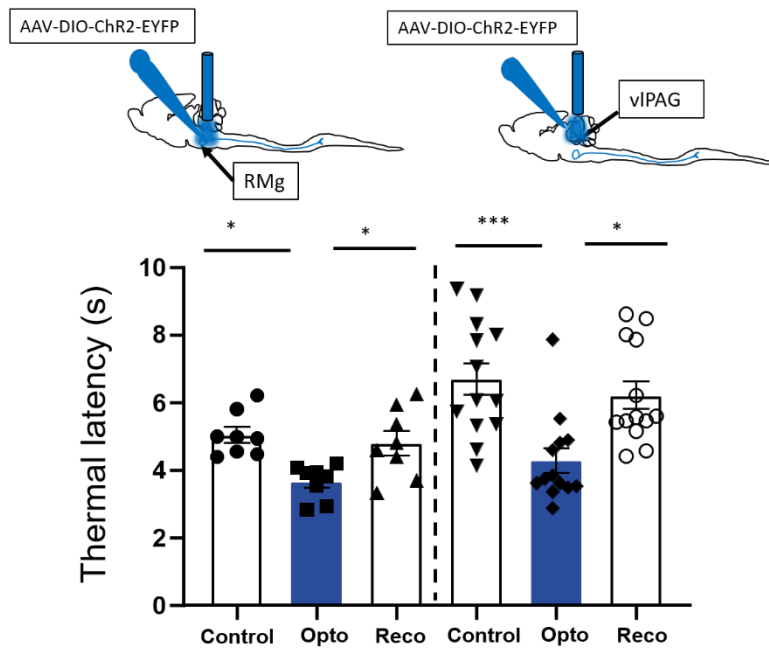 AAV-DIO-ChR2-EYFP
AAV-DIO-ChR2-EYFP
vlPAG
RMg
* * *** *
Thermal latency (s)
10
8
6
4
2
0
Control Opto Reco Control Opto Reco